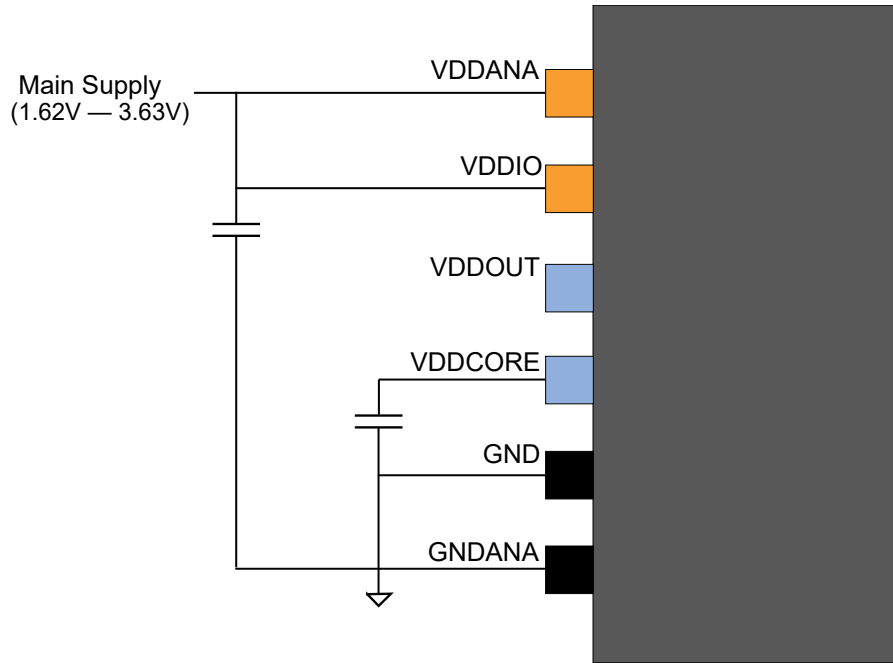 VDDANA
Main Supply
(1.62V — 3.63V)
VDDIO
VDDOUT
VDDCORE
GND
GNDANA